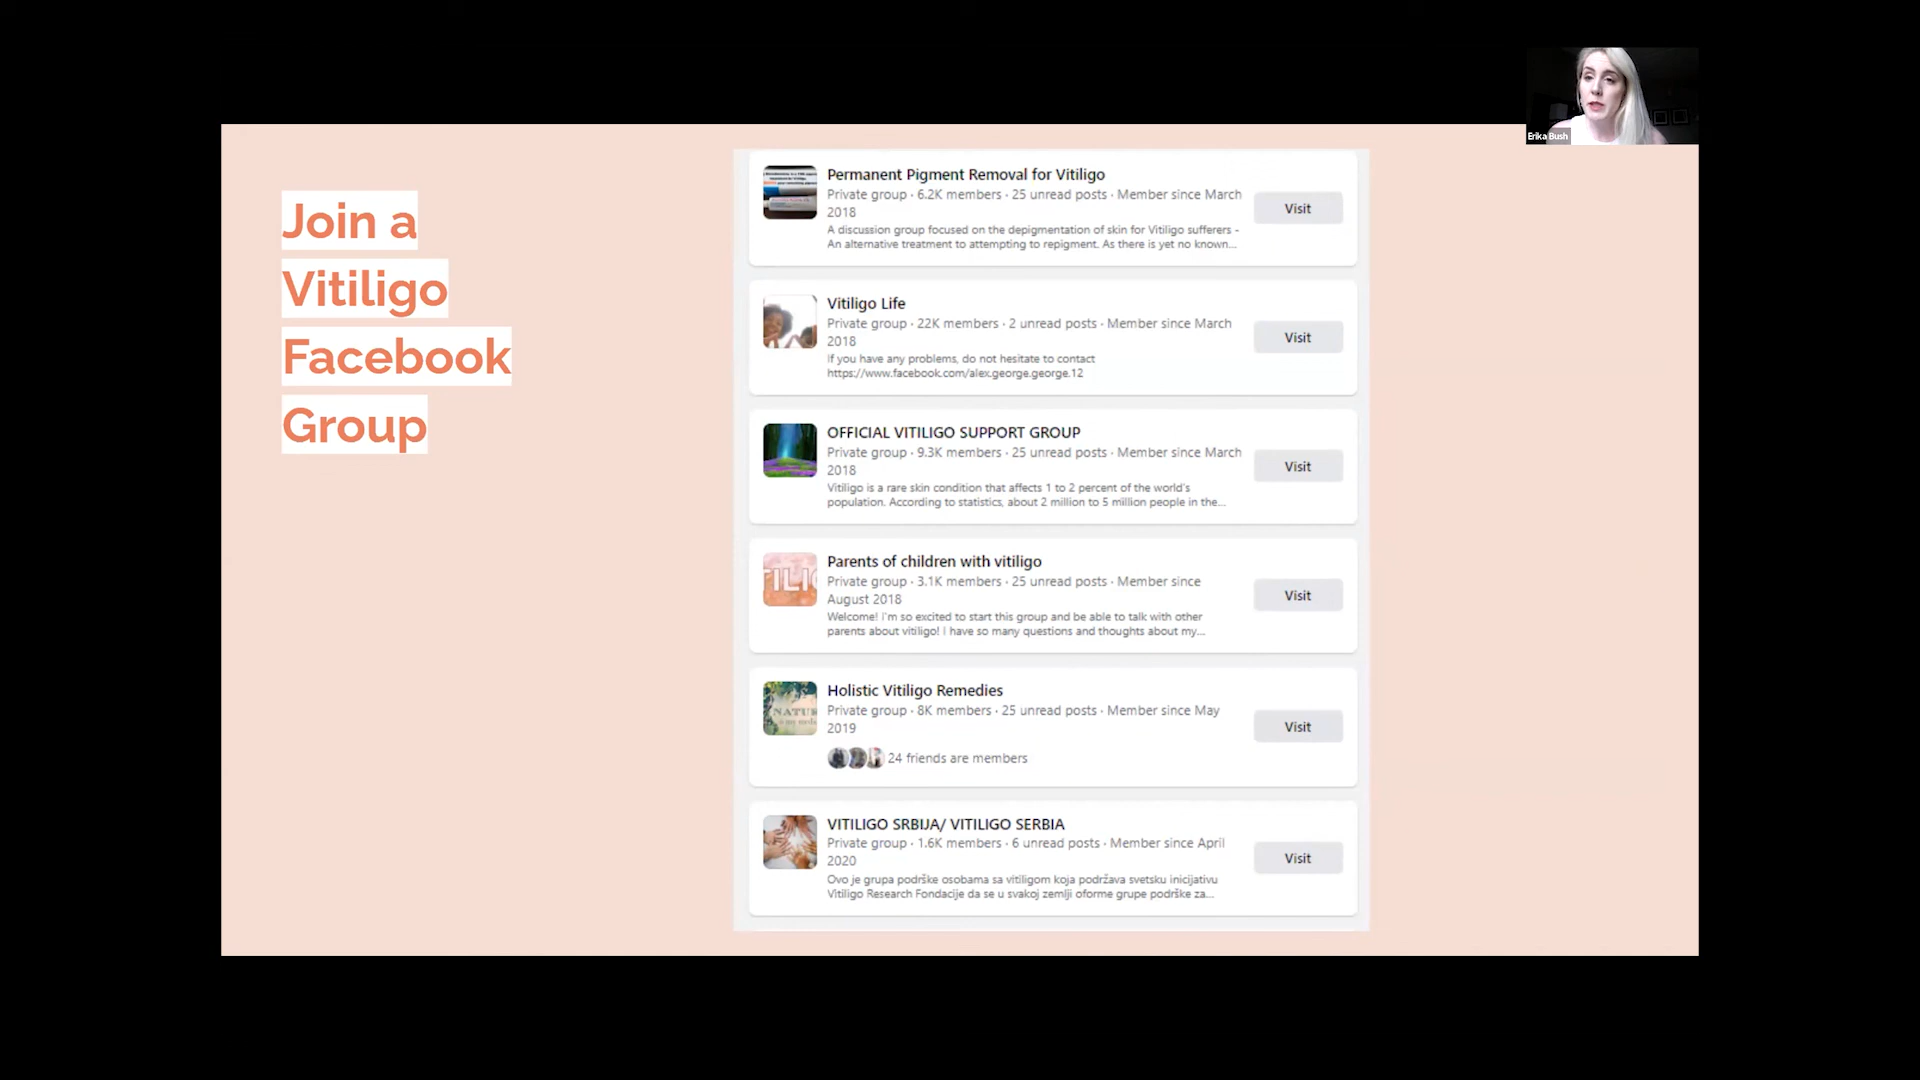 Erika Bush
Join a
Vitiligo
Facebook
Group
Permanent Pigment Removal for Vitiligo
Private group · 6.2K members · 25 unread posts · Member since March
2018
A discussion group focused on the depigmentation of skin for Vitiligo sufferers -
An alternative treatment to attempting to repigment. As there is yet no known...
Visit
Vitiligo Life
Private group · 22K members · 2 unread posts · Member since March
2018
If you have any problems, do not hesitate to contact
https://www.facebook.com/alex.george.george.12
Visit
OFFICIAL VITILIGO SUPPORT GROUP
Private group · 9.3K members · 25 unread posts · Member since March
2018
Vitiligo is a rare skin condition that affects 1 to 2 percent of the world's
population. According to statistics, about 2 million to 5 million people in the...
Visit
TILIG
Parents of children with vitiligo
Private group · 3.1K members · 25 unread posts · Member since
August 2018
Welcome! I'm so excited to start this group and be able to talk with other
parents about vitiligo! I have so many questions and thoughts about my...
Visit
NATUR
Holistic Vitiligo Remedies
Private group · 8K members · 25 unread posts · Member since May
2019
24 friends are members
Visit
VITILIGO SRBIJA/ VITILIGO SERBIA
Private group · 1.6K members · 6 unread posts · Member since April
2020
Ovo je grupa podrške osobama sa vitiligom koja podržava svetsku inicijativu
Vitiligo Research Fondacije da se u svakoj zemlji oforme grupe podrške za...
Visit